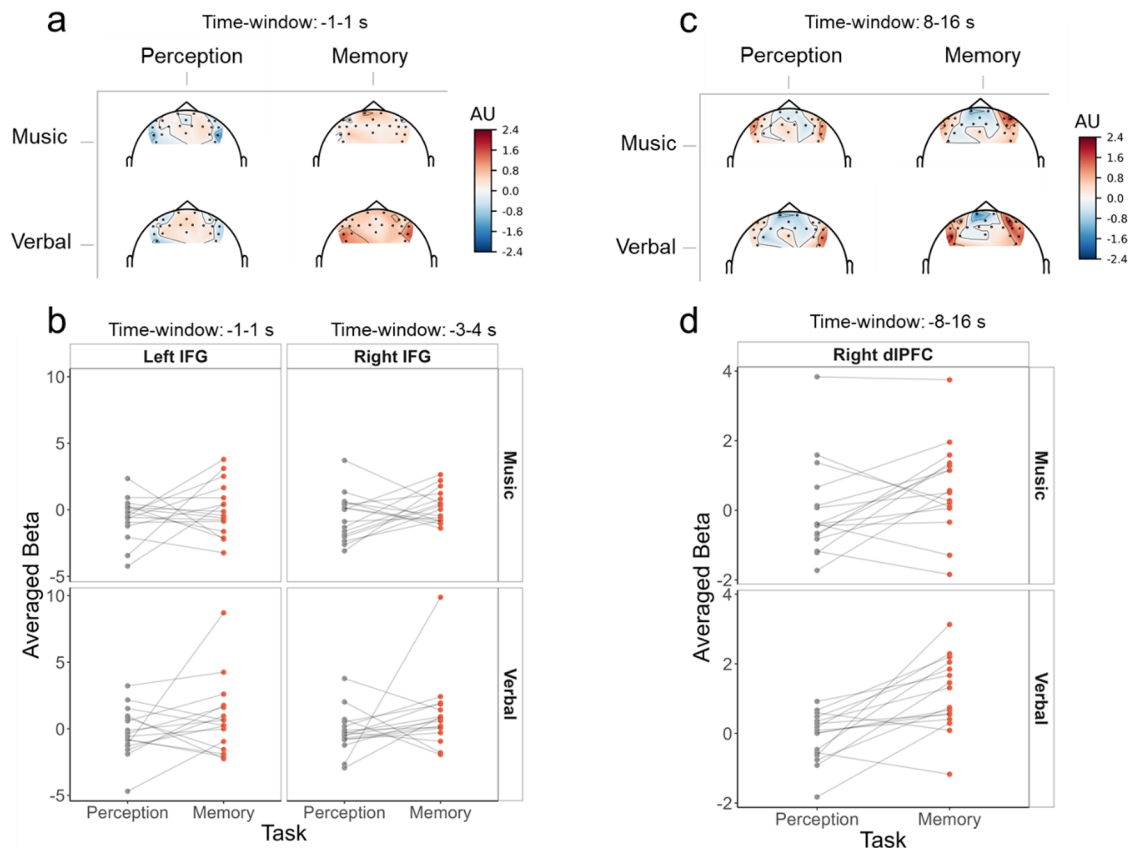 a
Time-window: -1-1 s
Perception Memory
Music
Verbal
AU
2.4
1.6
0.8
0.0
-0.8
-1.6
-2.4
c
Time-window: 8-16 s
Perception Memory
Music
Verbal
AU
2.4
1.6
0.8
0.0
-0.8
-1.6
-2.4
b
Time-window: -1-1 s Time-window: -3-4 s
Left IFG Right IFG
Averaged Beta
10
5
0
-5
Music
10
5
0
-5
Verbal
Perception Memory Perception Memory
Task
d
Time-window: -8-16 s
Right dlPFC
Averaged Beta
4
2
0
-2
Music
4
2
0
-2
Verbal
Perception Memory
Task